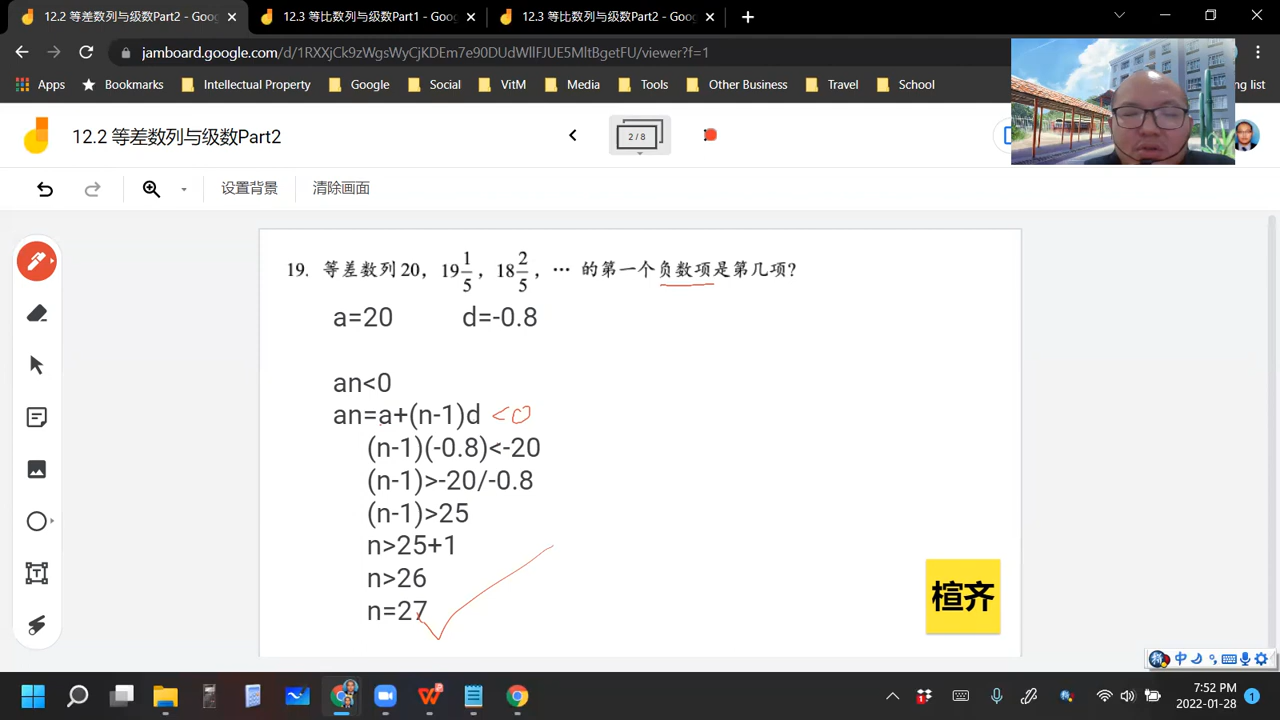 12.2 等差数列与级数Part2 - Goo
12.3 等比数列与级数Part1 - Goog
12.3 等比数列与级数Part2 - Goog
jamboard.google.com/d/1RXXjCk9zWgsWyCjKDEm7e90DUdWlIFJUE5MltBgetFU/viewer?f=1
Apps Bookmarks Intellectual Property Google Social VitM Media Tools Other Business Travel School ing list
12.2 等差数列与级数Part2
2/8
设置背景 清除画面
19. 等差数列 20, 19 1/5, 18 2/5, … 的第一个负数项是第几项?
a=20 d=-0.8
an<0
an=a+(n-1)d <0
(n-1)(-0.8)<-20
(n-1)>-20/-0.8
(n-1)>25
n>25+1
n>26
n=27
楦齐
中
7:52 PM
2022-01-28
1